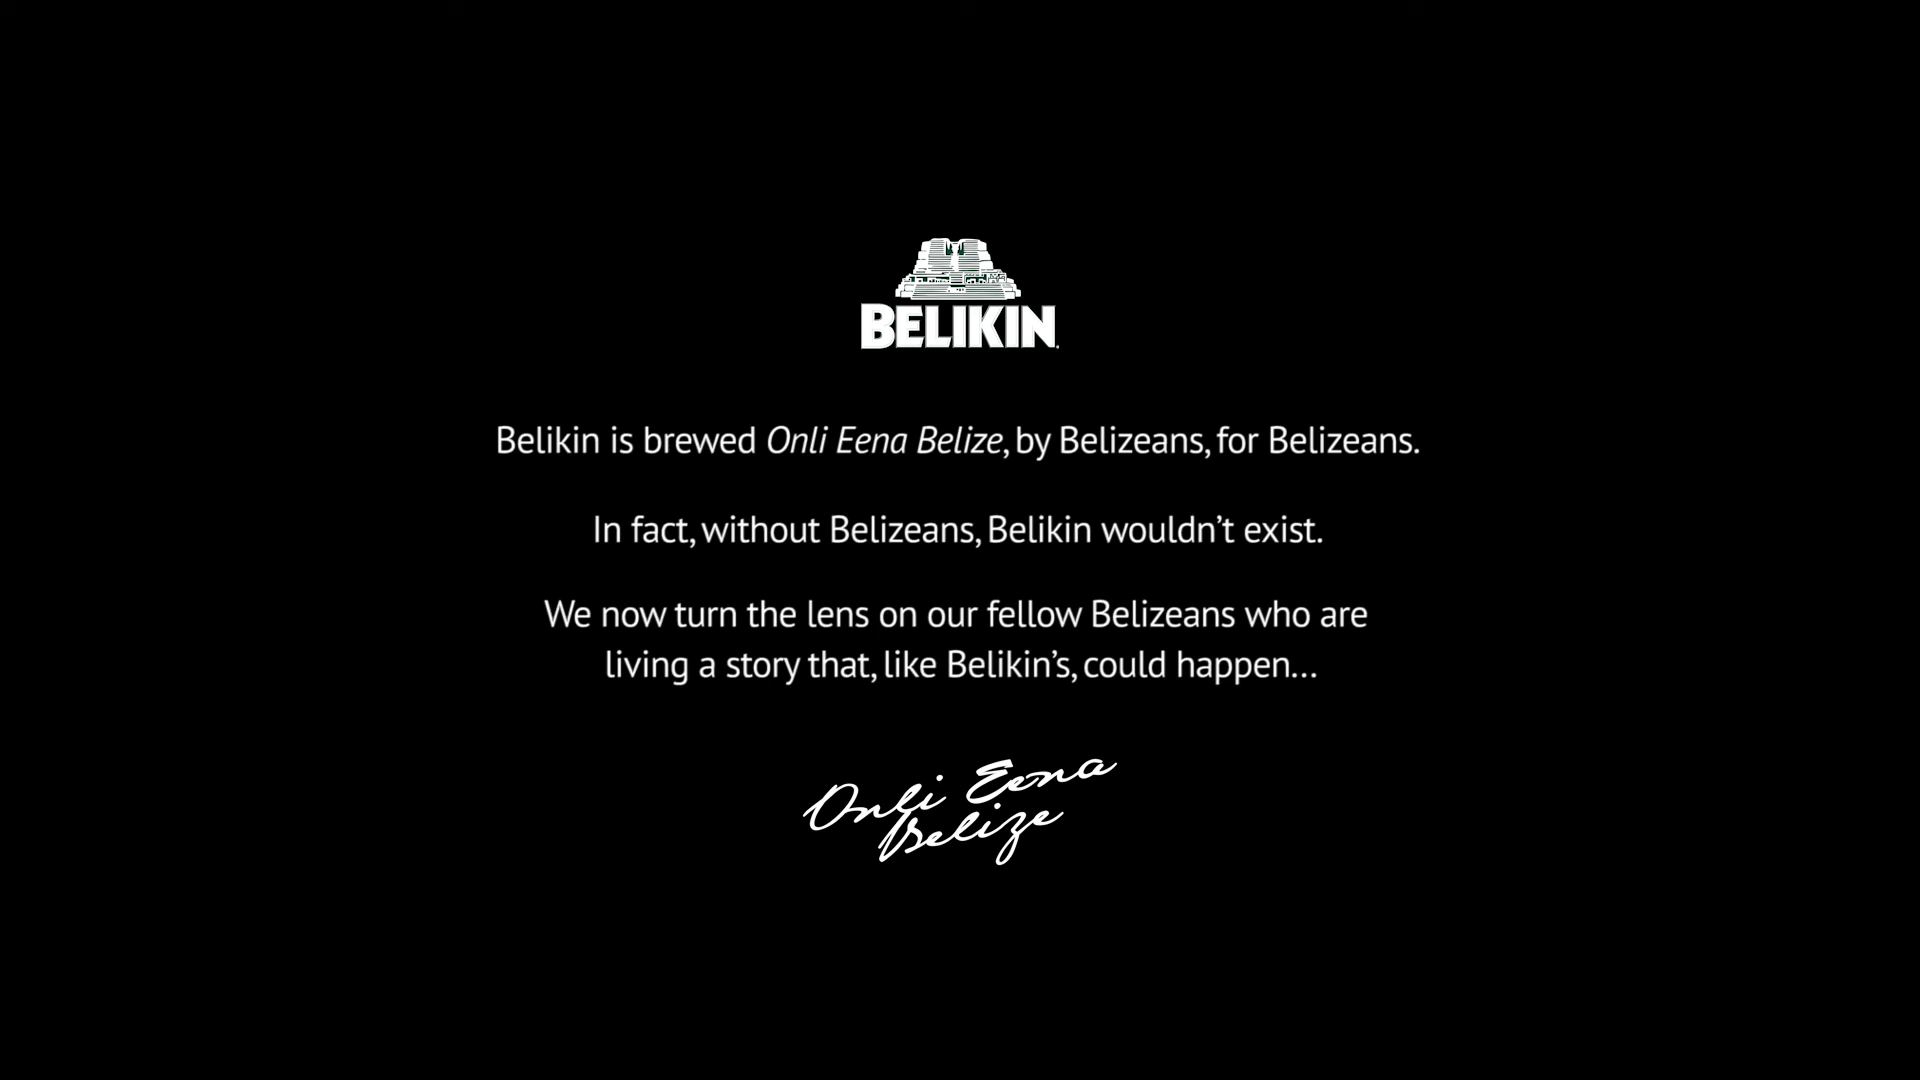 BELIKIN
Belikin is brewed Onli Eena Belize, by Belizeans, for Belizeans.
In fact, without Belizeans, Belikin wouldn’t exist.
We now turn the lens on our fellow Belizeans who are
living a story that, like Belikin’s, could happen...
Onli Eena
Belize